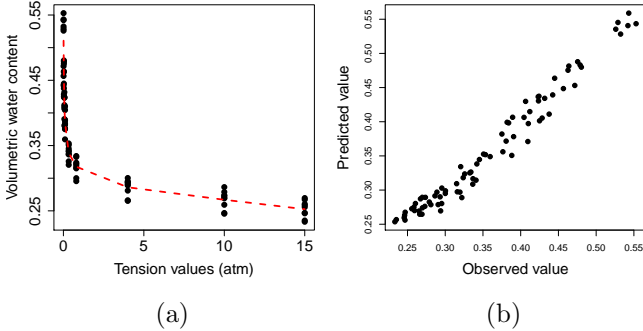 0.25 0.35 0.45 0.55
Volumetric water content
0 5 10 15
Tension values (atm)
(a)
0.25 0.30 0.35 0.40 0.45 0.50 0.55
Predicted value
0.25 0.30 0.35 0.40 0.45 0.50 0.55
Observed value
(b)